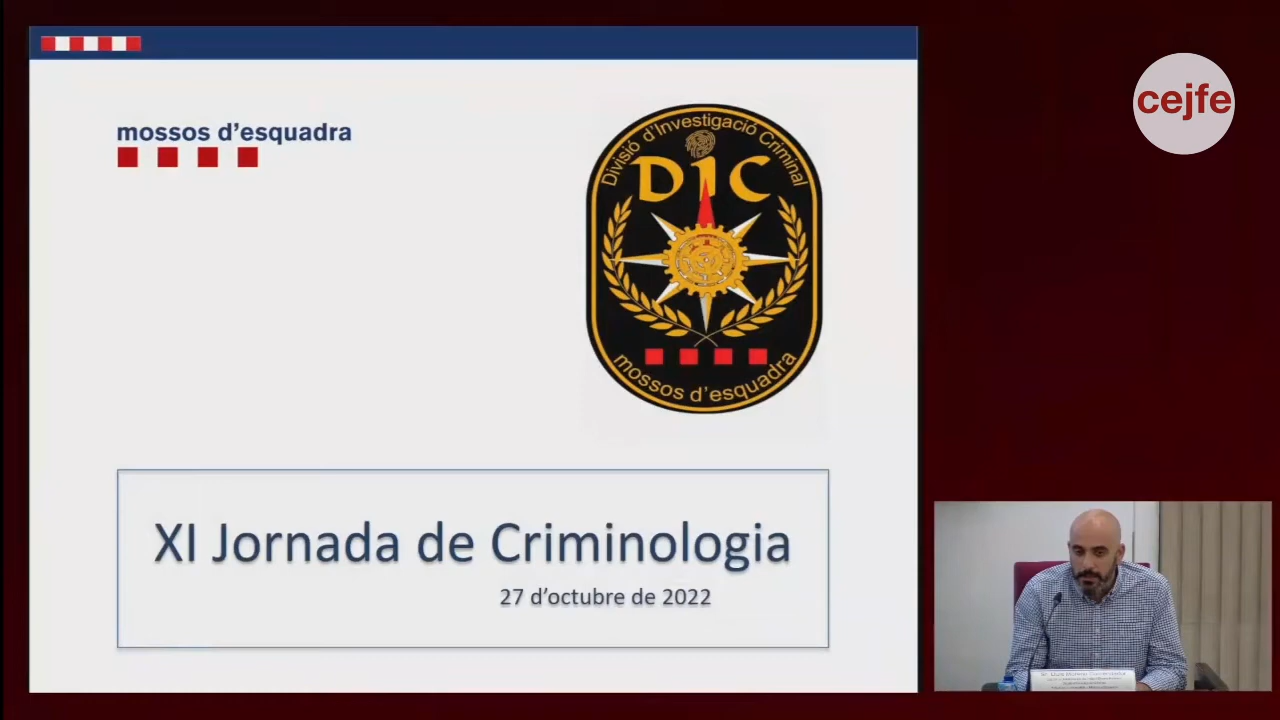 mossos d'esquadra
Divisió d'Investigació Criminal
DIC
mossos d'esquadra
XI Jornada de Criminologia
27 d'octubre de 2022
cejfe